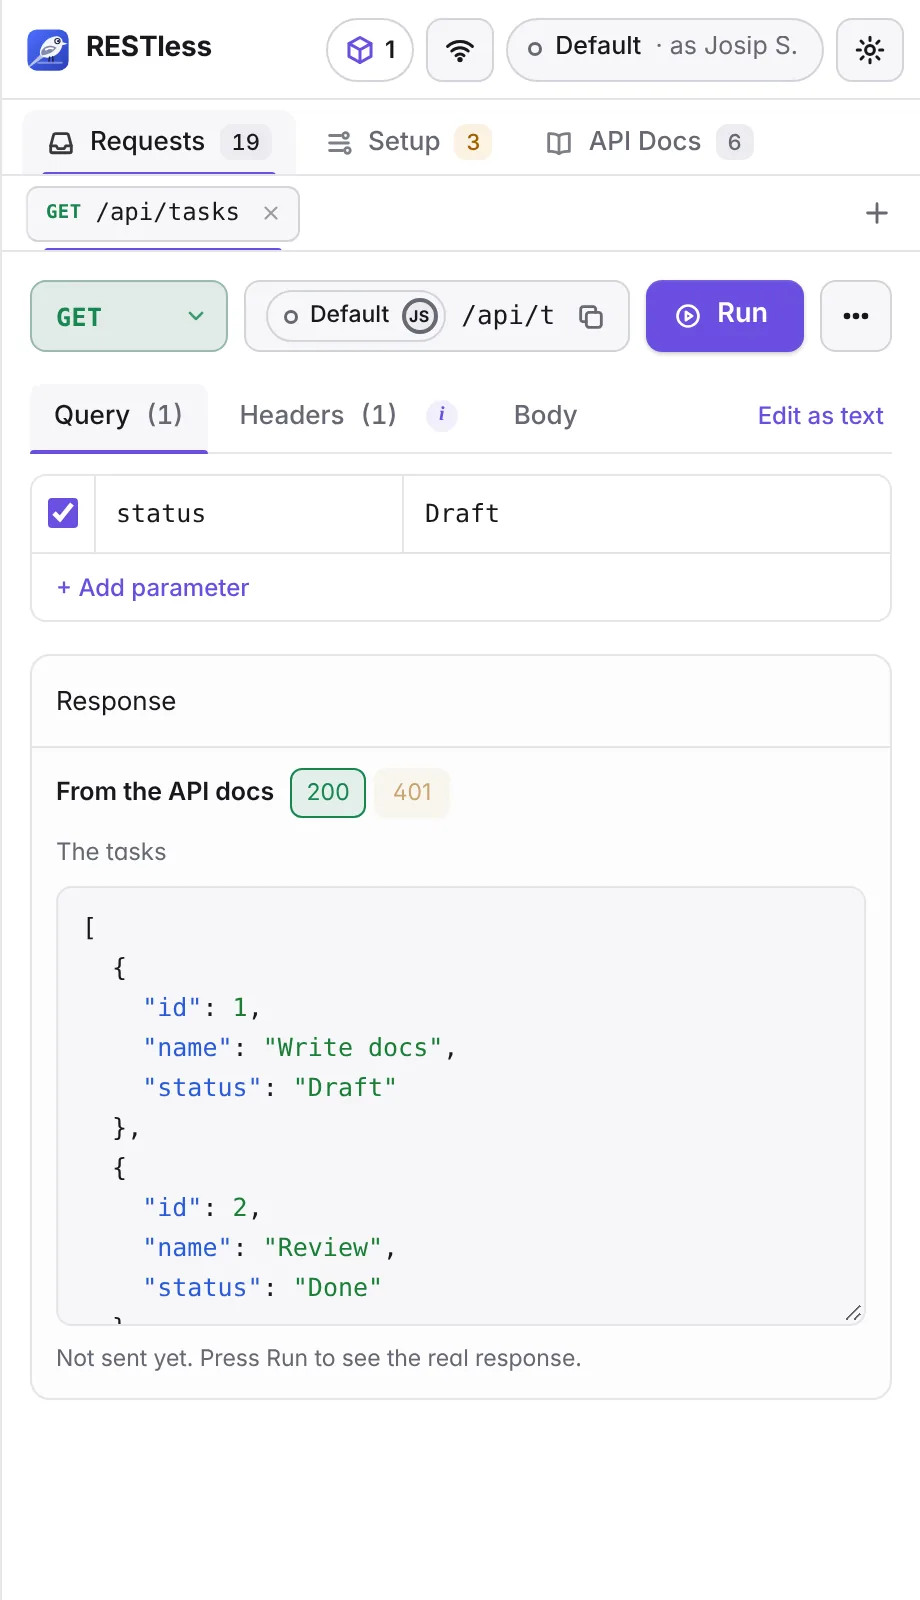 RESTless
1
Default · as Josip S.
Requests 19
Setup 3
API Docs 6
GET /api/tasks ×
+
GET
Default JS /api/t
Run
•••
Query (1)
Headers (1) i
Body
Edit as text
status
Draft
+ Add parameter
Response
From the API docs 200 401
The tasks
[
{
"id": 1,
"name": "Write docs",
"status": "Draft"
},
{
"id": 2,
"name": "Review",
"status": "Done"
}
Not sent yet. Press Run to see the real response.